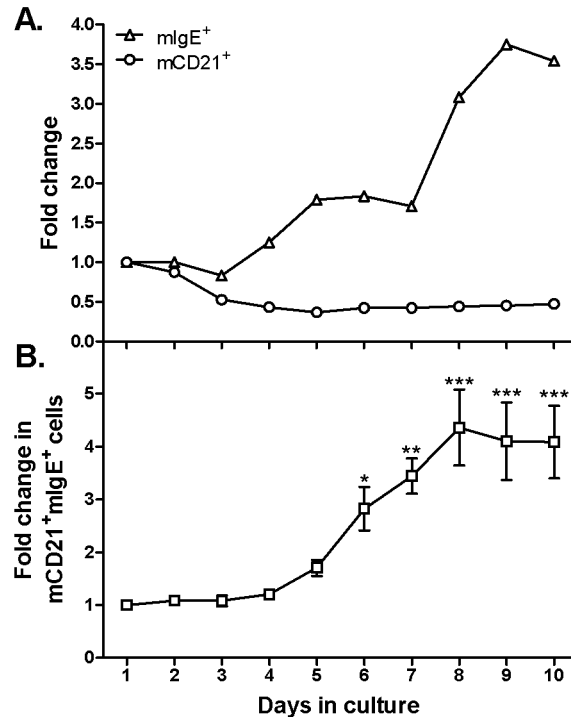 A.
mIgE+
mCD21+
Fold change
4.0
3.5
3.0
2.5
2.0
1.5
1.0
0.5
0.0
B.
Fold change in
mCD21+mIgE+ cells
5
4
3
2
1
0
*
**
***
***
***
1 2 3 4 5 6 7 8 9 10
Days in culture